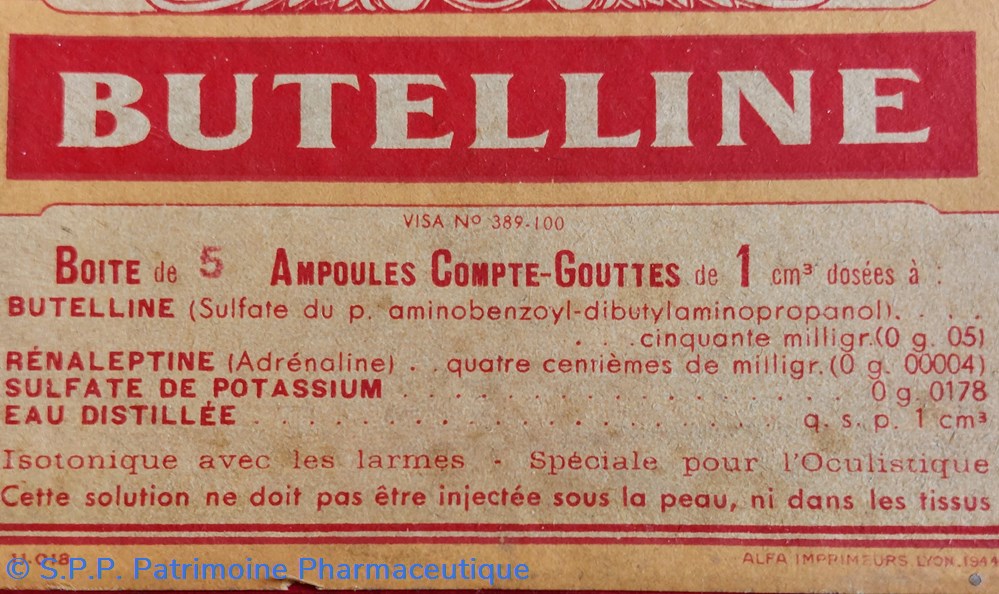 BUTELLINE
VISA Nº 389-100
BOITE de 5 AMPOULES COMPTE-GOUTTES de 1 cm³ dosées à :
BUTELLINE (Sulfate du p. aminobenzoyl-dibutylaminopropanol). . . .
. . .cinquante milligr.(0 g. 05)
RÉNALEPTINE (Adrénaline) . . quatre centièmes de milligr. (0 g. 00004)
SULFATE DE POTASSIUM . . . . . . . . . . . . . . . . 0 g. 0178
EAU DISTILLÉE . . . . . . . . . . . . . . . . . . . . q. s. p. 1 cm³
Isotonique avec les larmes - Spéciale pour l'Oculistique
Cette solution ne doit pas être injectée sous la peau, ni dans les tissus
11.018
ALFA IMPRIMEURS. LYON. 1944
© S.P.P. Patrimoine Pharmaceutique